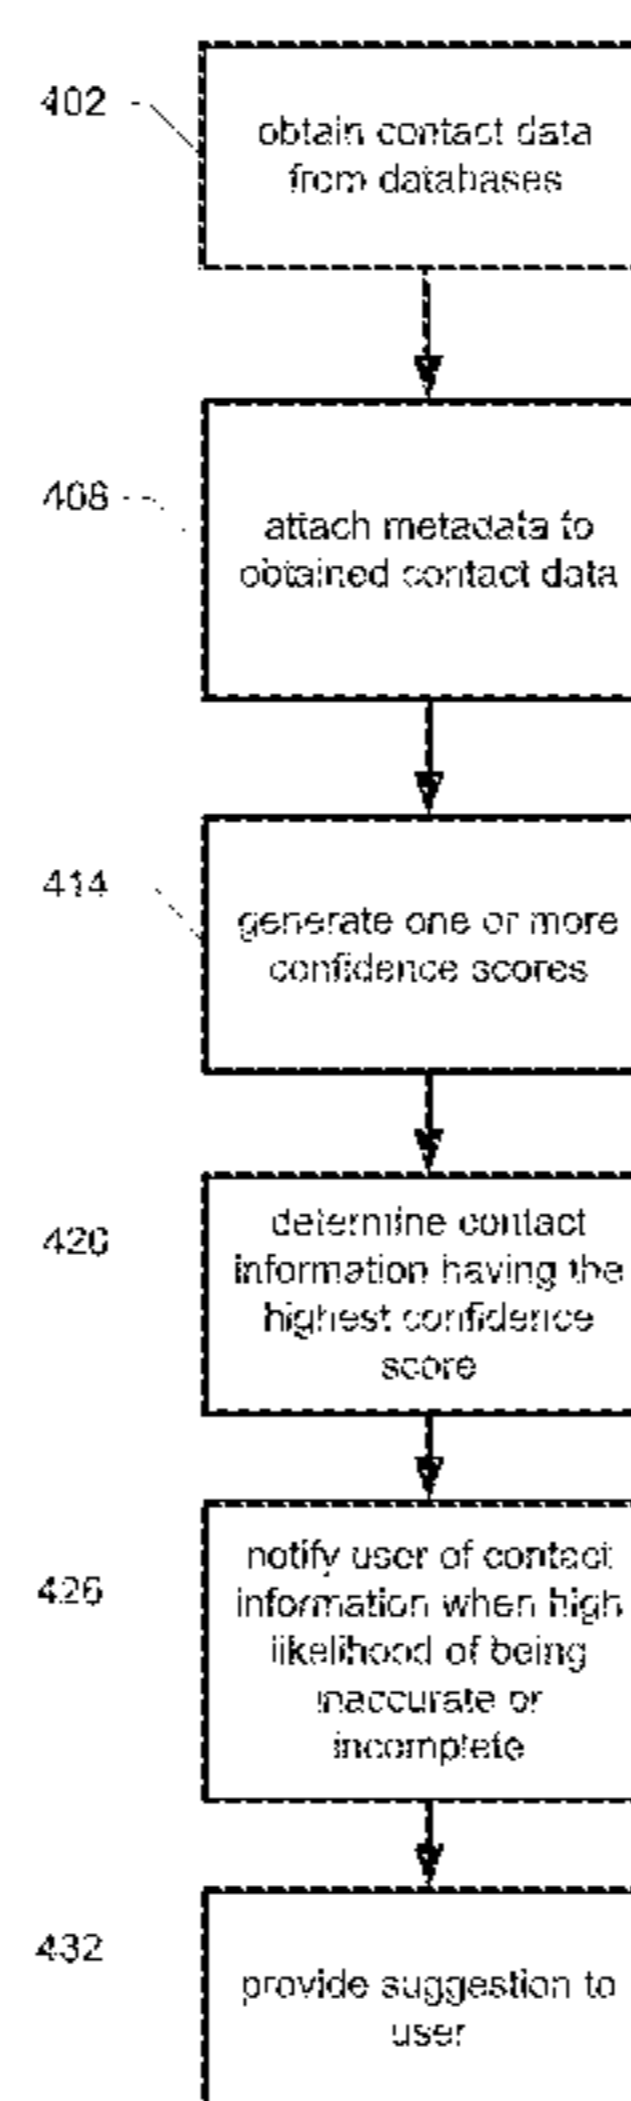 402
obtain contact data
from databases
408
attach metadata to
obtained contact data
414
generate one or more
confidence scores
420
determine contact
information having the
highest confidence
score
426
notify user of contact
information when high
likelihood of being
inaccurate or
incomplete
432
provide suggestion to
user